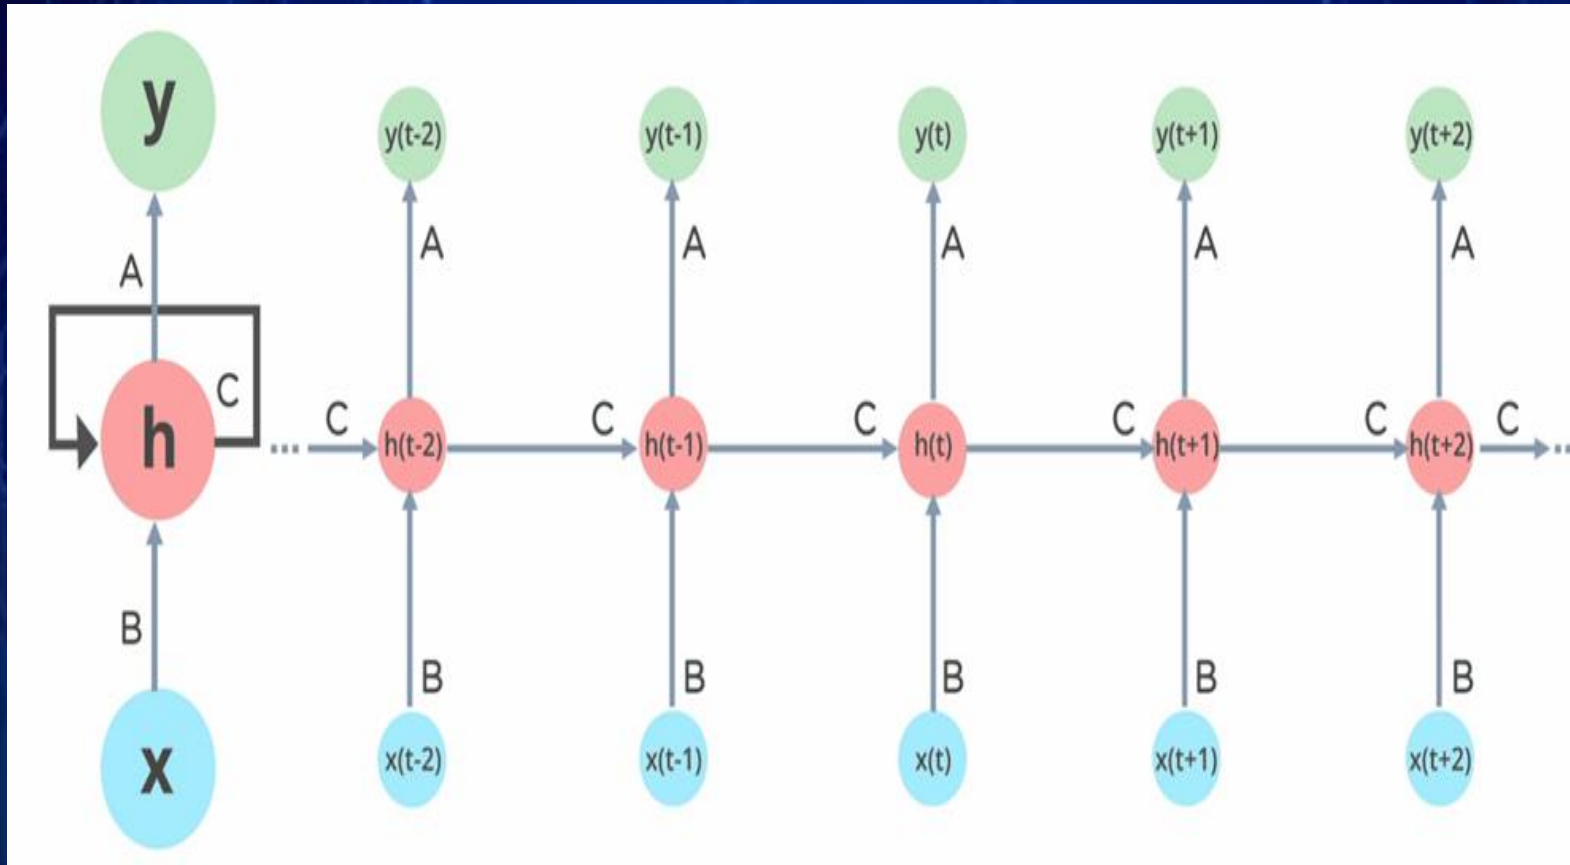 y
A
C
h
B
x
y(t-2) y(t-1) y(t) y(t+1) y(t+2)
A A A A A
C C C C C C
h(t-2) h(t-1) h(t) h(t+1) h(t+2)
B B B B B
x(t-2) x(t-1) x(t) x(t+1) x(t+2)